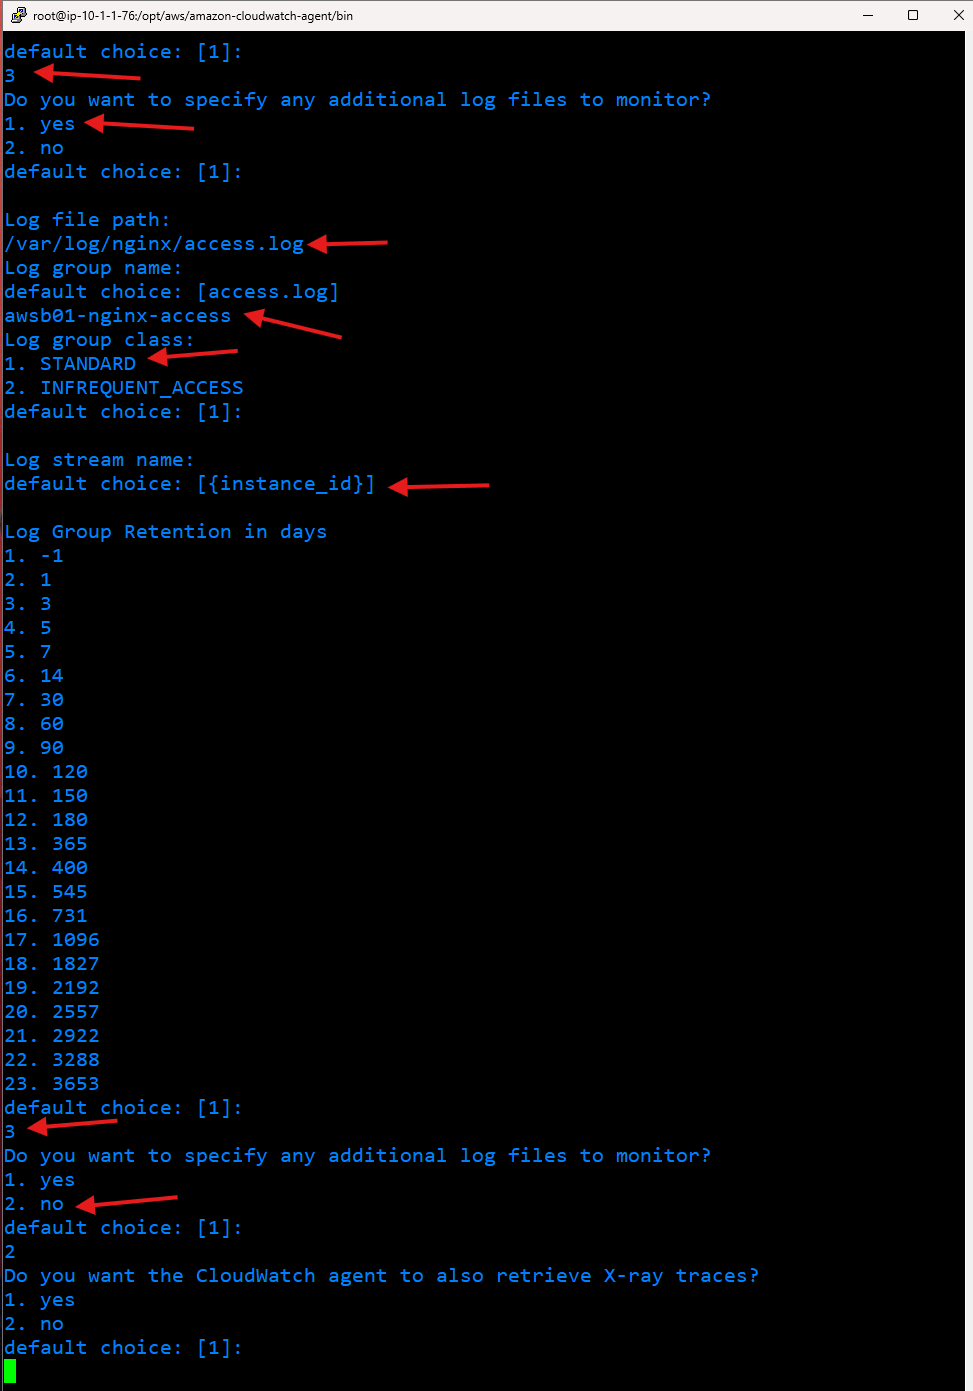 root@ip-10-1-1-76:/opt/aws/amazon-cloudwatch-agent/bin
default choice: [1]:
3
Do you want to specify any additional log files to monitor?
1. yes
2. no
default choice: [1]:
Log file path:
/var/log/nginx/access.log
Log group name:
default choice: [access.log]
awsb01-nginx-access
Log group class:
1. STANDARD
2. INFREQUENT_ACCESS
default choice: [1]:
Log stream name:
default choice: [{instance_id}]
Log Group Retention in days
1. -1
2. 1
3. 3
4. 5
5. 7
6. 14
7. 30
8. 60
9. 90
10. 120
11. 150
12. 180
13. 365
14. 400
15. 545
16. 731
17. 1096
18. 1827
19. 2192
20. 2557
21. 2922
22. 3288
23. 3653
default choice: [1]:
3
Do you want to specify any additional log files to monitor?
1. yes
2. no
default choice: [1]:
2
Do you want the CloudWatch agent to also retrieve X-ray traces?
1. yes
2. no
default choice: [1]: